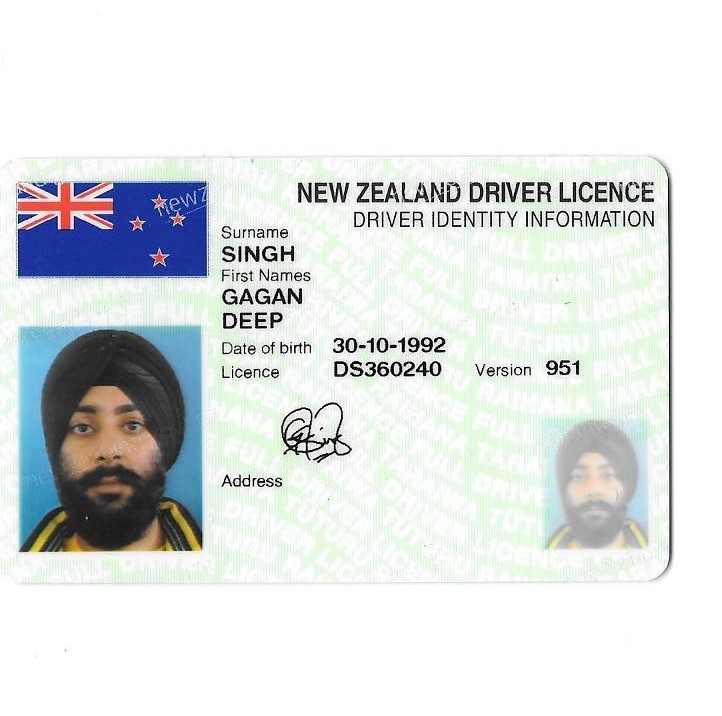 NEW ZEALAND DRIVER LICENCE
DRIVER IDENTITY INFORMATION
Surname
SINGH
First Names
GAGAN
DEEP
Date of birth 30-10-1992
Licence DS360240 Version 951
Address